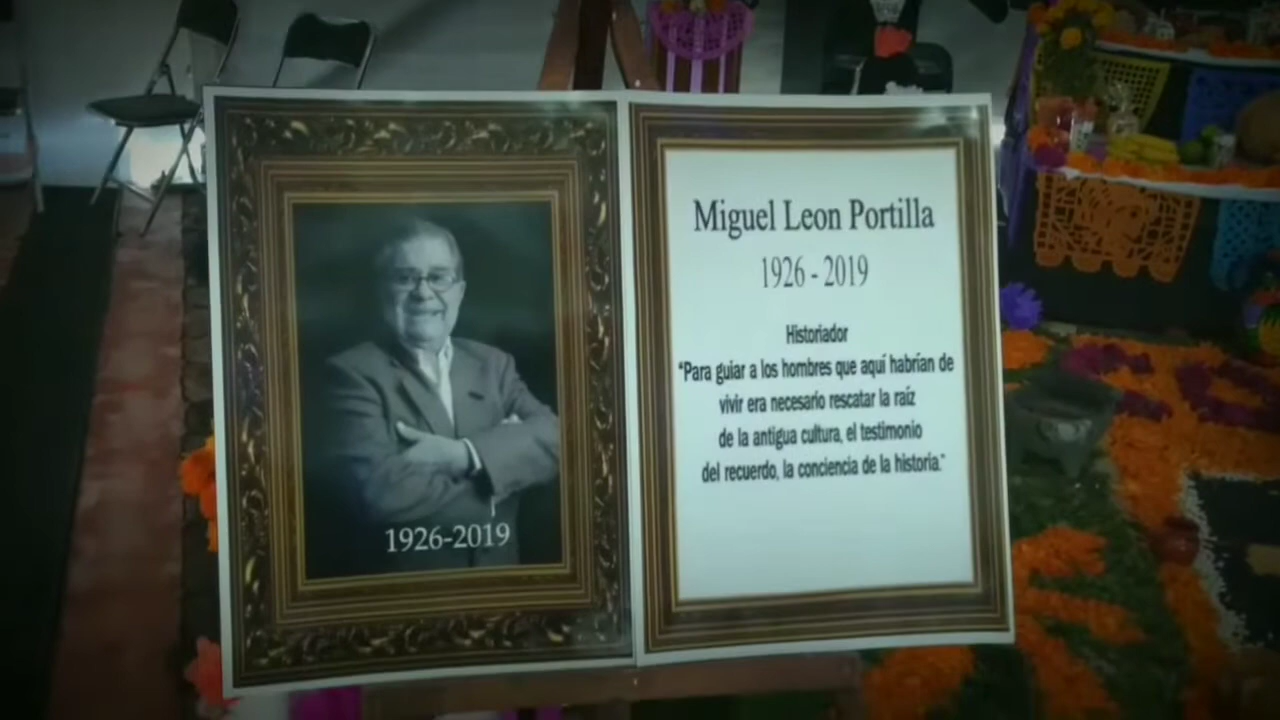 1926-2019
Miguel Leon Portilla
1926 - 2019
Historiador
"Para guiar a los hombres que aquí habrían de
vivir era necesario rescatar la raíz
de la antigua cultura, el testimonio
del recuerdo, la conciencia de la historia."